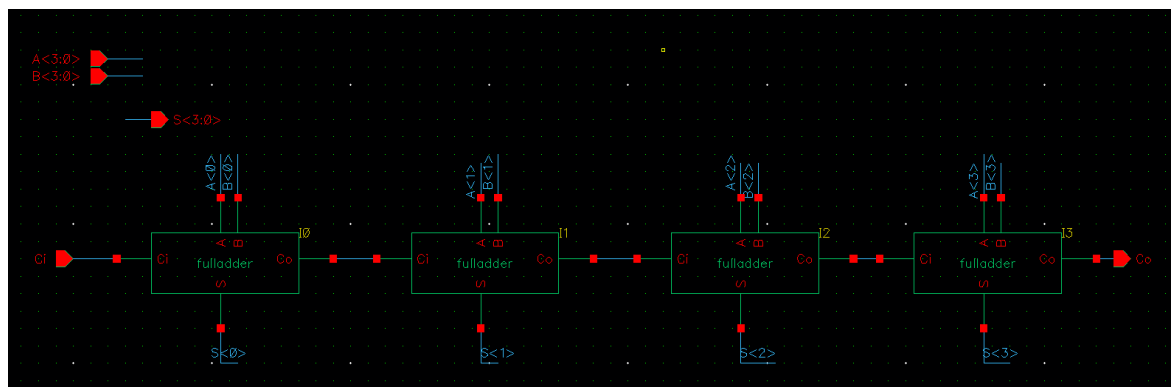 A<3:0>
B<3:0>
S<3:0>
A<0> B<0> A<1> B<1> A<2> B<2> A<3> B<3>
I0 I1 I2 I3
A B A B A B A B
Ci Ci fulladder Co Ci fulladder Co Ci fulladder Co Ci fulladder Co Co
S S S S
S<0> S<1> S<2> S<3>